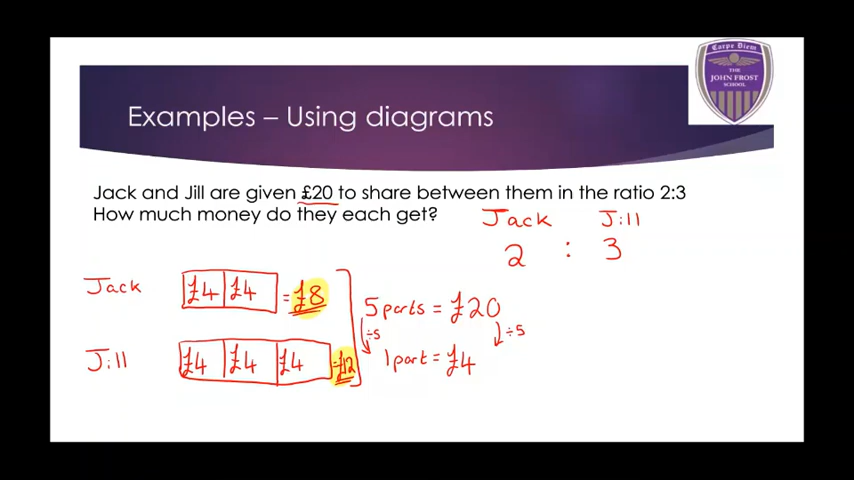 Carpe Diem
THE
JOHN FROST
SCHOOL
Examples – Using diagrams
Jack and Jill are given £20 to share between them in the ratio 2:3
How much money do they each get?
Jack Jill
2 : 3
Jack £4 £4 = £8
5 parts = £20
÷5 ÷5
Jill £4 £4 £4 = £12
1 part = £4